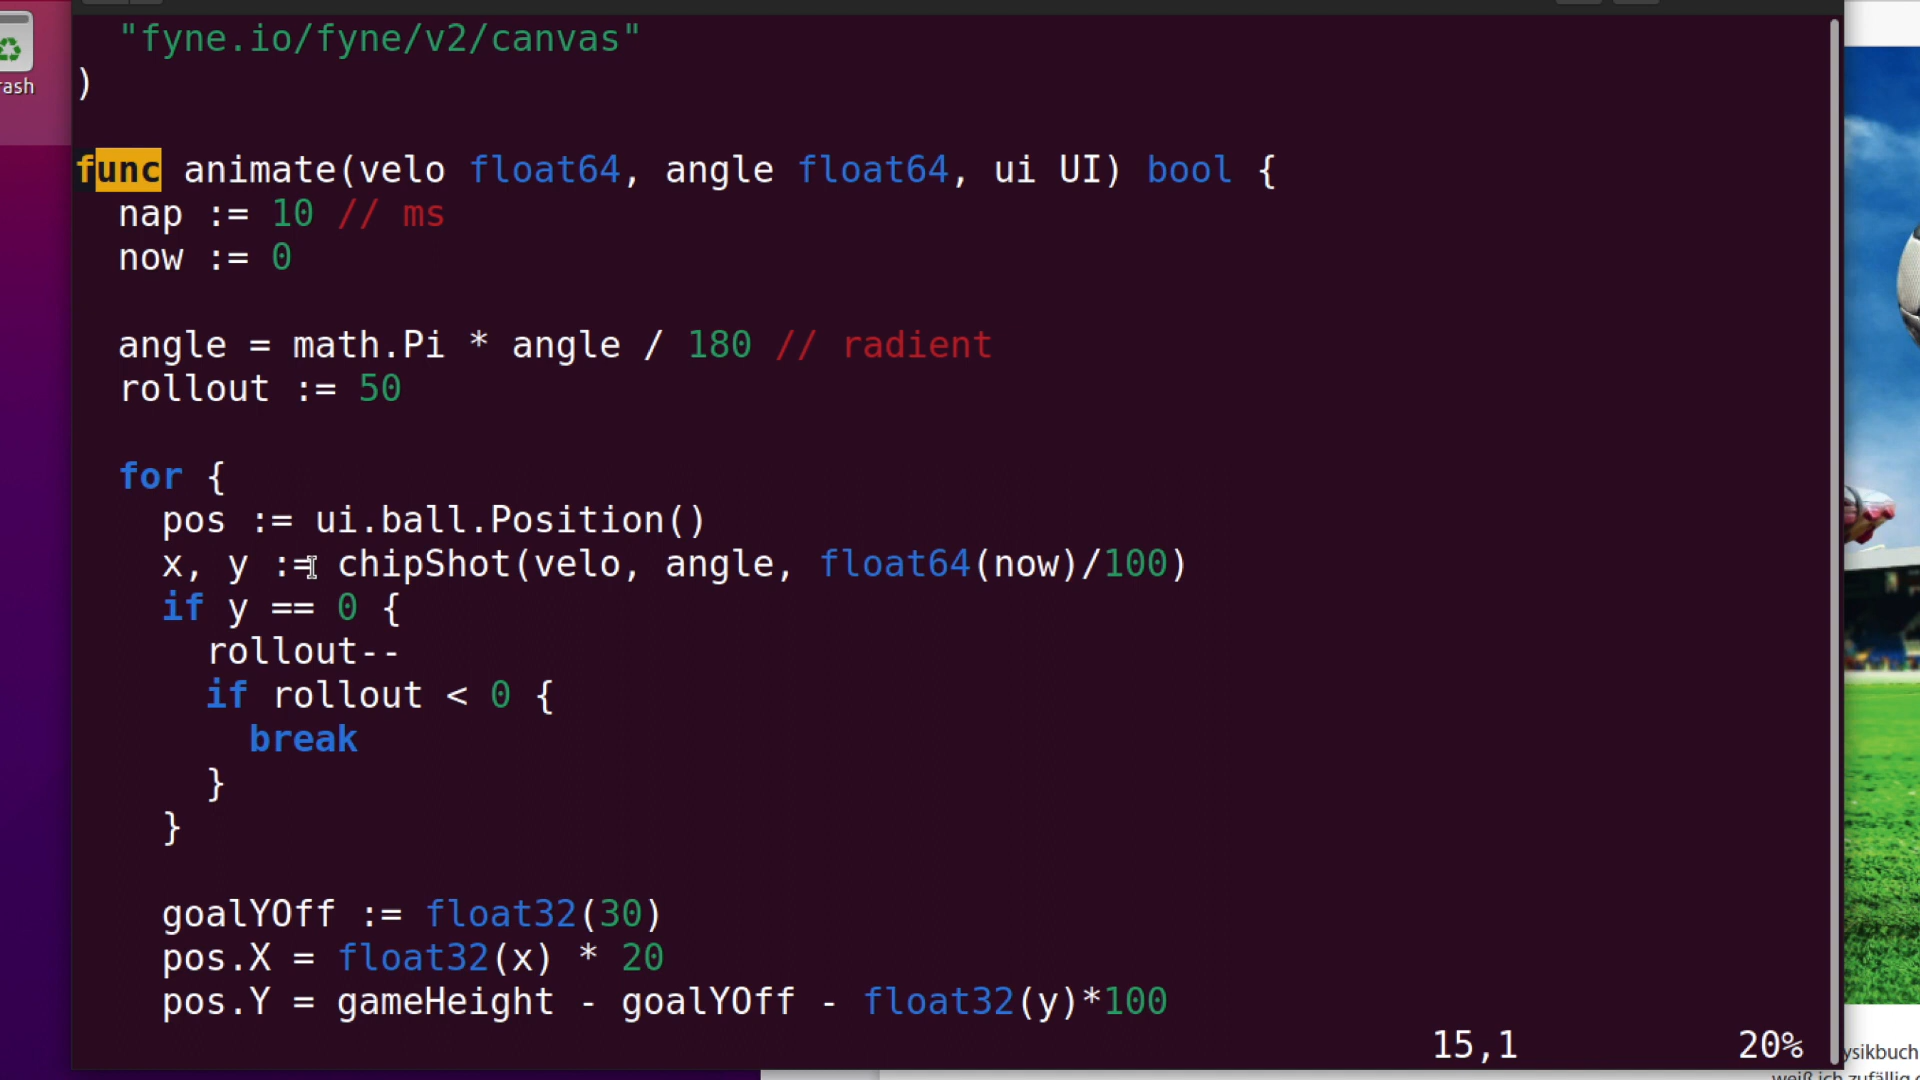 "fyne.io/fyne/v2/canvas"
)
rash
func animate(velo float64, angle float64, ui UI) bool {
nap := 10 // ms
now := 0
angle = math.Pi * angle / 180 // radient
rollout := 50
for {
pos := ui.ball.Position()
x, y := chipShot(velo, angle, float64(now)/100)
if y == 0 {
rollout--
if rollout < 0 {
break
}
}
goalYOff := float32(30)
pos.X = float32(x) * 20
pos.Y = gameHeight - goalYOff - float32(y)*100
15,1 20%
ysikbuch
weiß ich zufällig